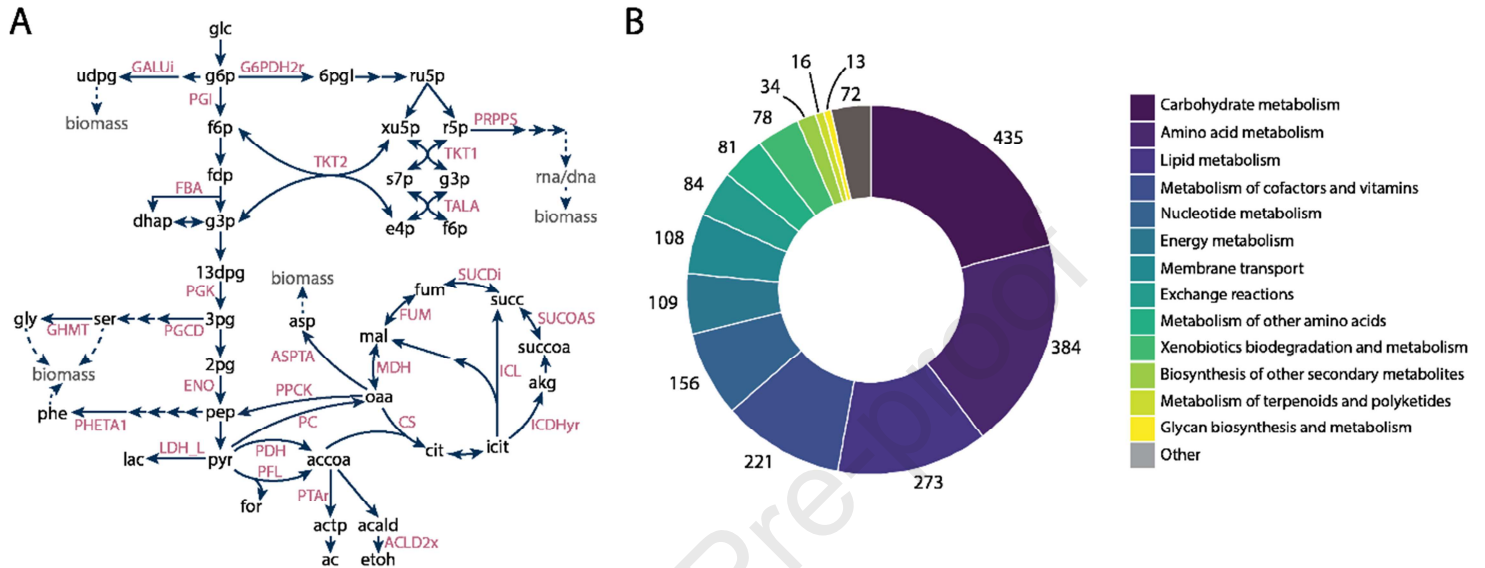 A
glc
udpg GALUi g6p G6PDH2r 6pgl ru5p
PGI
biomass
f6p xu5p r5p PRPPS
TKT2 TKT1
fdp s7p g3p rna/dna
FBA
TALA
dhap g3p e4p f6p biomass
13dpg biomass fum SUCDi succ
PGK
FUM SUCOAS
gly GHMT ser PGCD 3pg asp mal succoa
ASPTA MDH ICL
biomass 2pg akg
ENO PPCK oaa
phe PHETA1 pep PC CS ICDHyr
LDH_L PDH cit icit
lac pyr accoa
PFL
for PTAr
actp acald
ACLD2x
ac etoh
B
435
384
273
221
156
109
108
84
81
78
34
16
13
72
Carbohydrate metabolism
Amino acid metabolism
Lipid metabolism
Metabolism of cofactors and vitamins
Nucleotide metabolism
Energy metabolism
Membrane transport
Exchange reactions
Metabolism of other amino acids
Xenobiotics biodegradation and metabolism
Biosynthesis of other secondary metabolites
Metabolism of terpenoids and polyketides
Glycan biosynthesis and metabolism
Other
Pre-proof